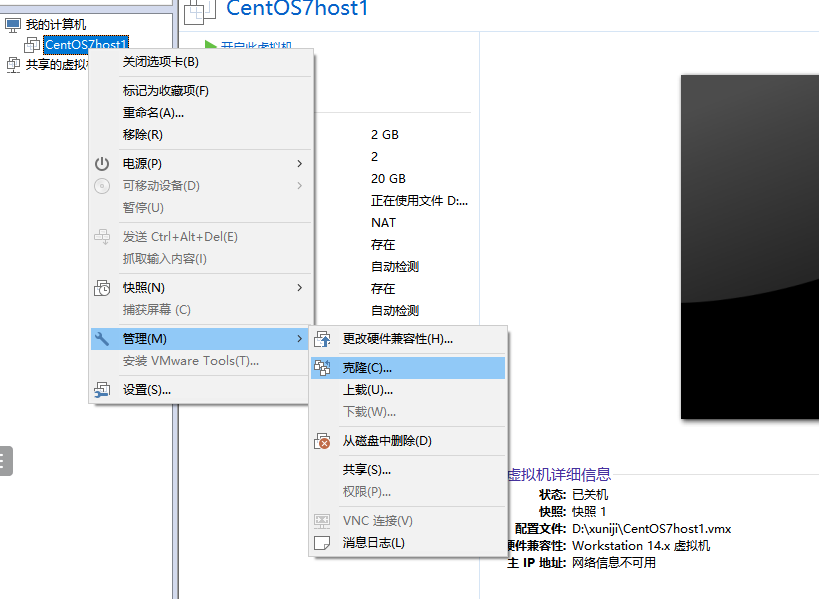 CentOS7host1
我的计算机
CentOS7host1
共享的虚拟
开启此虚拟机
关闭选项卡(B)
标记为收藏项(F)
重命名(A)...
移除(R)
电源(P)
可移动设备(D)
暂停(U)
发送 Ctrl+Alt+Del(E)
抓取输入内容(I)
快照(N)
捕获屏幕 (C)
管理(M)
安装 VMware Tools(T)...
设置(S)...
2 GB
2
20 GB
正在使用文件 D:...
NAT
存在
自动检测
存在
自动检测
更改硬件兼容性(H)...
克隆(C)...
上载(U)...
下载(W)...
从磁盘中删除(D)
共享(S)...
权限(P)...
VNC 连接(V)
消息日志(L)
虚拟机详细信息
状态: 已关机
快照: 快照 1
配置文件: D:\xuniji\CentOS7host1.vmx
硬件兼容性: Workstation 14.x 虚拟机
主 IP 地址: 网络信息不可用